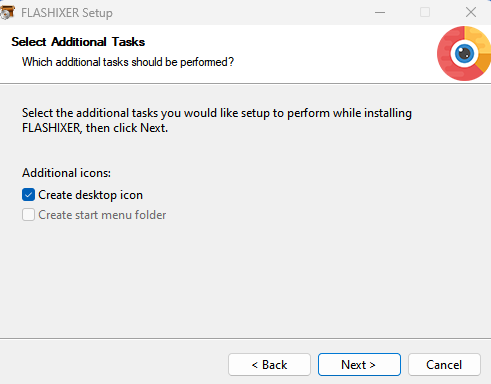 FLASHIXER Setup
Select Additional Tasks
Which additional tasks should be performed?
Select the additional tasks you would like setup to perform while installing
FLASHIXER, then click Next.
Additional icons:
Create desktop icon
Create start menu folder
< Back
Next >
Cancel